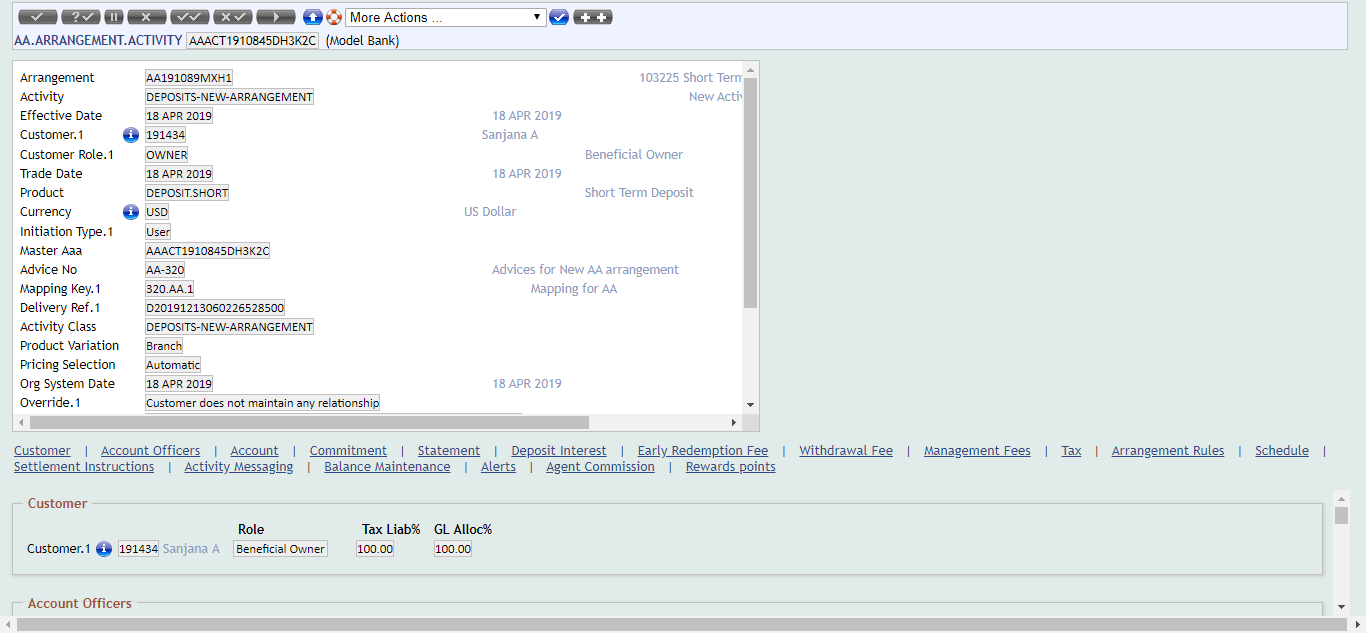 More Actions ...
AA.ARRANGEMENT.ACTIVITY AAACT1910845DH3K2C (Model Bank)
Arrangement AA191089MXH1 103225 Short Term
Activity DEPOSITS-NEW-ARRANGEMENT New Activ
Effective Date 18 APR 2019 18 APR 2019
Customer.1 191434 Sanjana A
Customer Role.1 OWNER Beneficial Owner
Trade Date 18 APR 2019 18 APR 2019
Product DEPOSIT.SHORT Short Term Deposit
Currency USD US Dollar
Initiation Type.1 User
Master Aaa AAACT1910845DH3K2C
Advice No AA-320 Advices for New AA arrangement
Mapping Key.1 320.AA.1 Mapping for AA
Delivery Ref.1 D20191213060226528500
Activity Class DEPOSITS-NEW-ARRANGEMENT
Product Variation Branch
Pricing Selection Automatic
Org System Date 18 APR 2019 18 APR 2019
Override.1 Customer does not maintain any relationship
Customer | Account Officers | Account | Commitment | Statement | Deposit Interest | Early Redemption Fee | Withdrawal Fee | Management Fees | Tax | Arrangement Rules | Schedule |
Settlement Instructions | Activity Messaging | Balance Maintenance | Alerts | Agent Commission | Rewards points
Customer
Role Tax Liab% GL Alloc%
Customer.1 191434 Sanjana A Beneficial Owner 100.00 100.00
Account Officers